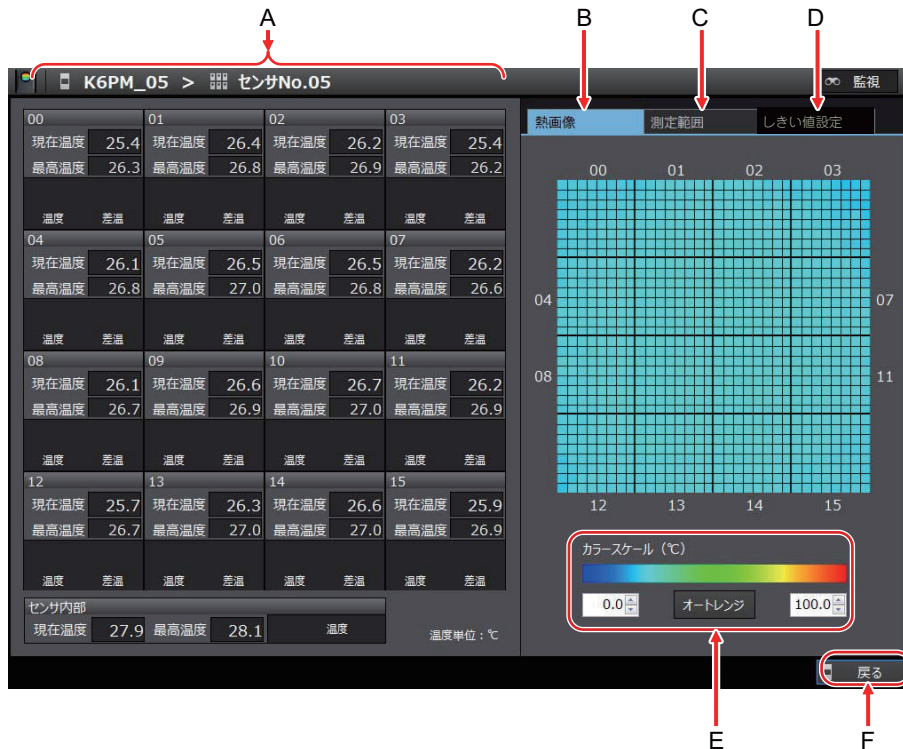 A B C D
K6PM_05 > センサNo.05 監視
00 01 02 03
現在温度 25.4 現在温度 26.4 現在温度 26.2 現在温度 25.4
最高温度 26.3 最高温度 26.8 最高温度 26.9 最高温度 26.2
温度 差温 温度 差温 温度 差温 温度 差温
04 05 06 07
現在温度 26.1 現在温度 26.5 現在温度 26.5 現在温度 26.2
最高温度 26.8 最高温度 27.0 最高温度 26.8 最高温度 26.6
温度 差温 温度 差温 温度 差温 温度 差温
08 09 10 11
現在温度 26.1 現在温度 26.6 現在温度 26.7 現在温度 26.2
最高温度 26.7 最高温度 26.9 最高温度 27.0 最高温度 26.9
温度 差温 温度 差温 温度 差温 温度 差温
12 13 14 15
現在温度 25.7 現在温度 26.3 現在温度 26.6 現在温度 25.9
最高温度 26.7 最高温度 27.0 最高温度 27.0 最高温度 26.9
温度 差温 温度 差温 温度 差温 温度 差温
センサ内部
現在温度 27.9 最高温度 28.1 温度 温度単位:℃
熱画像 測定範囲 しきい値設定
00 01 02 03
04 07
08 11
12 13 14 15
カラースケール (℃)
0.0 オートレンジ 100.0
戻る
E F